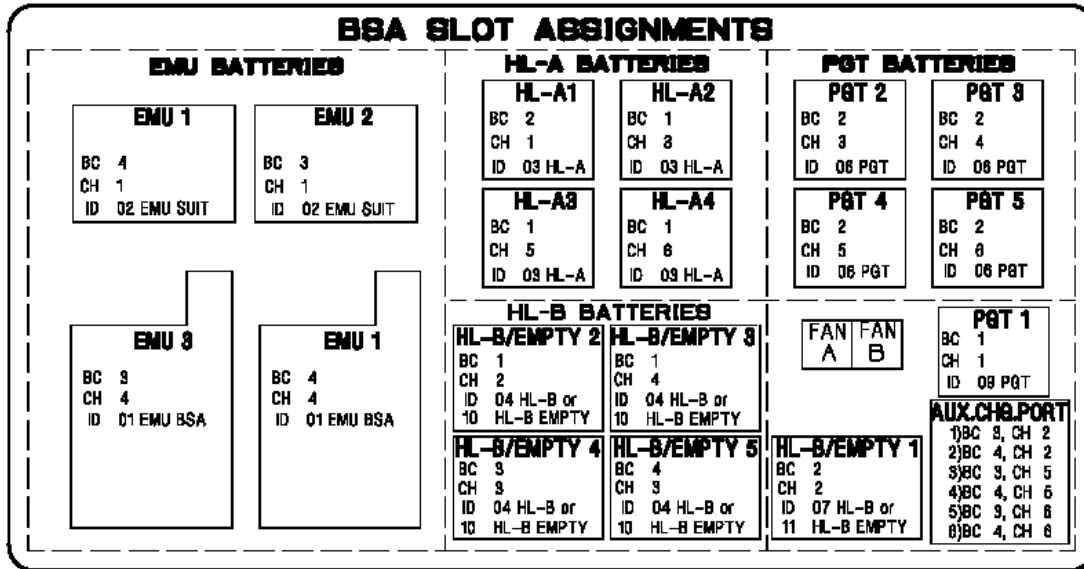 BSA SLOT ASSIGNMENTS
EMU BATTERIES
EMU 1
BC 4
CH 1
ID 02 EMU SUIT
EMU 2
BC 3
CH 1
ID 02 EMU SUIT
EMU 3
BC 3
CH 4
ID 01 EMU BSA
EMU 1
BC 4
CH 4
ID 01 EMU BSA
HL-A BATTERIES
HL-A1
BC 2
CH 1
ID 03 HL-A
HL-A2
BC 1
CH 3
ID 03 HL-A
HL-A3
BC 1
CH 5
ID 03 HL-A
HL-A4
BC 1
CH 6
ID 03 HL-A
HL-B BATTERIES
HL-B/EMPTY 2
BC 1
CH 2
ID 04 HL-B or
10 HL-B EMPTY
HL-B/EMPTY 3
BC 1
CH 4
ID 04 HL-B or
10 HL-B EMPTY
HL-B/EMPTY 4
BC 3
CH 3
ID 04 HL-B or
10 HL-B EMPTY
HL-B/EMPTY 5
BC 4
CH 3
ID 04 HL-B or
10 HL-B EMPTY
PGT BATTERIES
PGT 2
BC 2
CH 3
ID 06 PGT
PGT 3
BC 2
CH 4
ID 06 PGT
PGT 4
BC 2
CH 5
ID 06 PGT
PGT 5
BC 2
CH 6
ID 06 PGT
FAN A
FAN B
PGT 1
BC 1
CH 1
ID 09 PGT
HL-B/EMPTY 1
BC 2
CH 2
ID 07 HL-B or
11 HL-B EMPTY
AUX.CHG.PORT
1)BC 3, CH 2
2)BC 4, CH 2
3)BC 3, CH 5
4)BC 4, CH 5
5)BC 3, CH 6
6)BC 4, CH 6